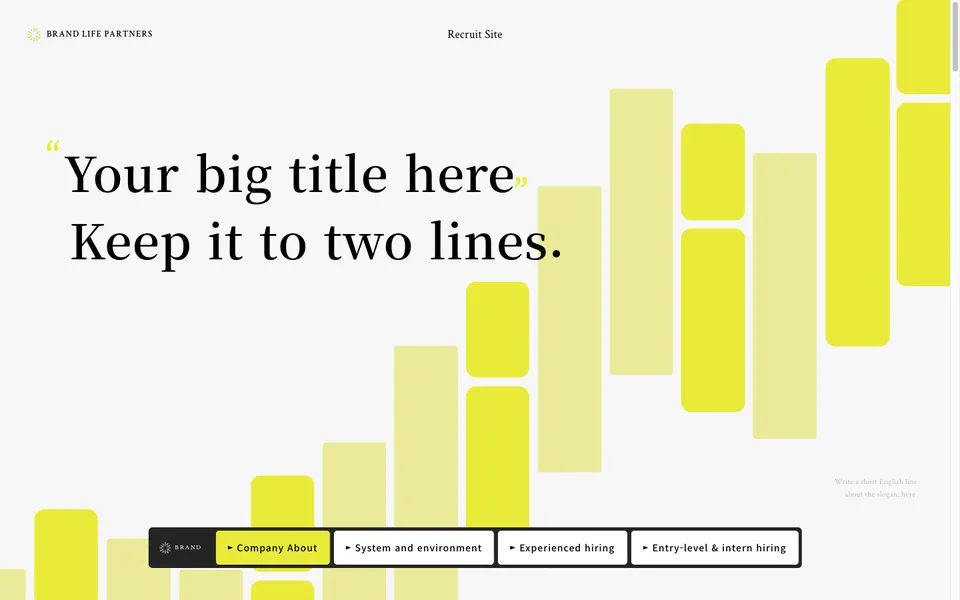 BRAND LIFE PARTNERS
Recruit Site
“Your big title here”
Keep it to two lines.
Write a short English line
about the slogan. here.
BRAND
Company About
System and environment
Experienced hiring
Entry-level & intern hiring